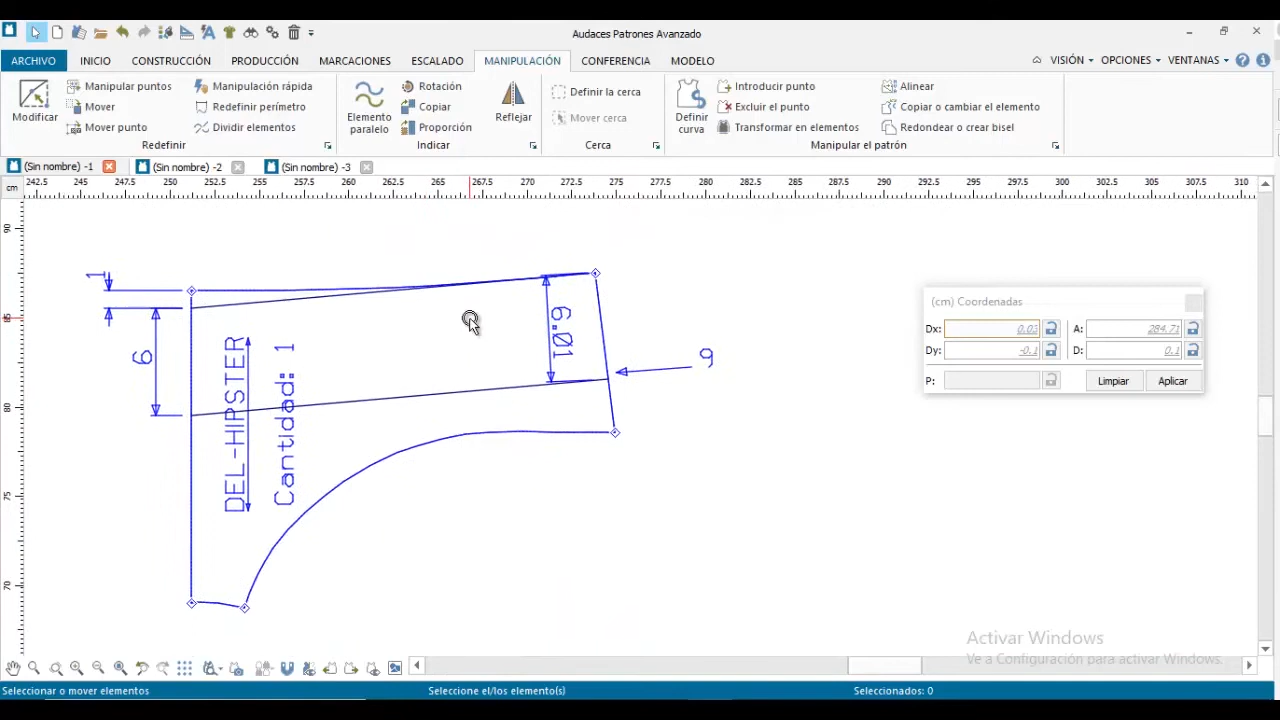 Audaces Patrones Avanzado
ARCHIVO INICIO CONSTRUCCIÓN PRODUCCIÓN MARCACIONES ESCALADO MANIPULACIÓN CONFERENCIA MODELO VISIÓN OPCIONES VENTANAS
Modificar
Manipular puntos
Mover
Mover punto
Manipulación rápida
Redefinir perímetro
Dividir elementos
Redefinir
Elemento paralelo
Rotación
Copiar
Proporción
Reflejar
Indicar
Definir la cerca
Mover cerca
Cerca
Definir curva
Introducir punto
Excluir el punto
Transformar en elementos
Alinear
Copiar o cambiar el elemento
Redondear o crear bisel
Manipular el patrón
(Sin nombre) -1 (Sin nombre) -2 (Sin nombre) -3
cm 242.5 245 247.5 250 252.5 255 257.5 260 262.5 265 267.5 270 272.5 275 277.5 280 282.5 285 287.5 290 292.5 295 297.5 300 302.5 305 307.5 310
90
85
80
75
70
1
6
DEL-HIPSTER
Cantidad: 1
6.01
9
(cm) Coordenadas
Dx: 0.03 A: 284.71
Dy: -0.1 D: 0.1
P: Limpiar Aplicar
Activar Windows
Ve a Configuración para activar Windows.
Seleccionar o mover elementos Seleccione el/los elemento(s) Seleccionados: 0